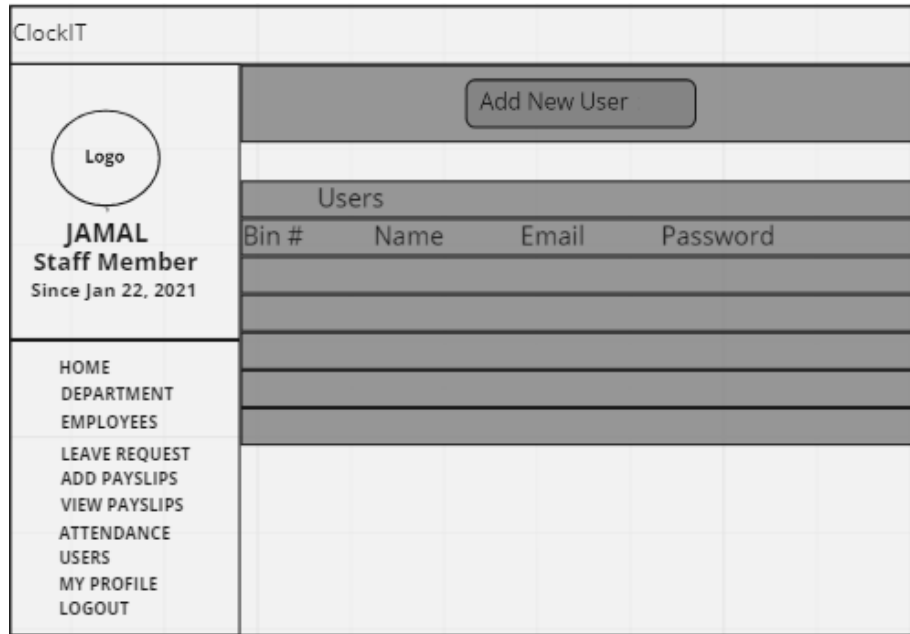 ClockIT
Add New User
Logo
JAMAL
Staff Member
Since Jan 22, 2021
Users
Bin # Name Email Password
HOME
DEPARTMENT
EMPLOYEES
LEAVE REQUEST
ADD PAYSLIPS
VIEW PAYSLIPS
ATTENDANCE
USERS
MY PROFILE
LOGOUT